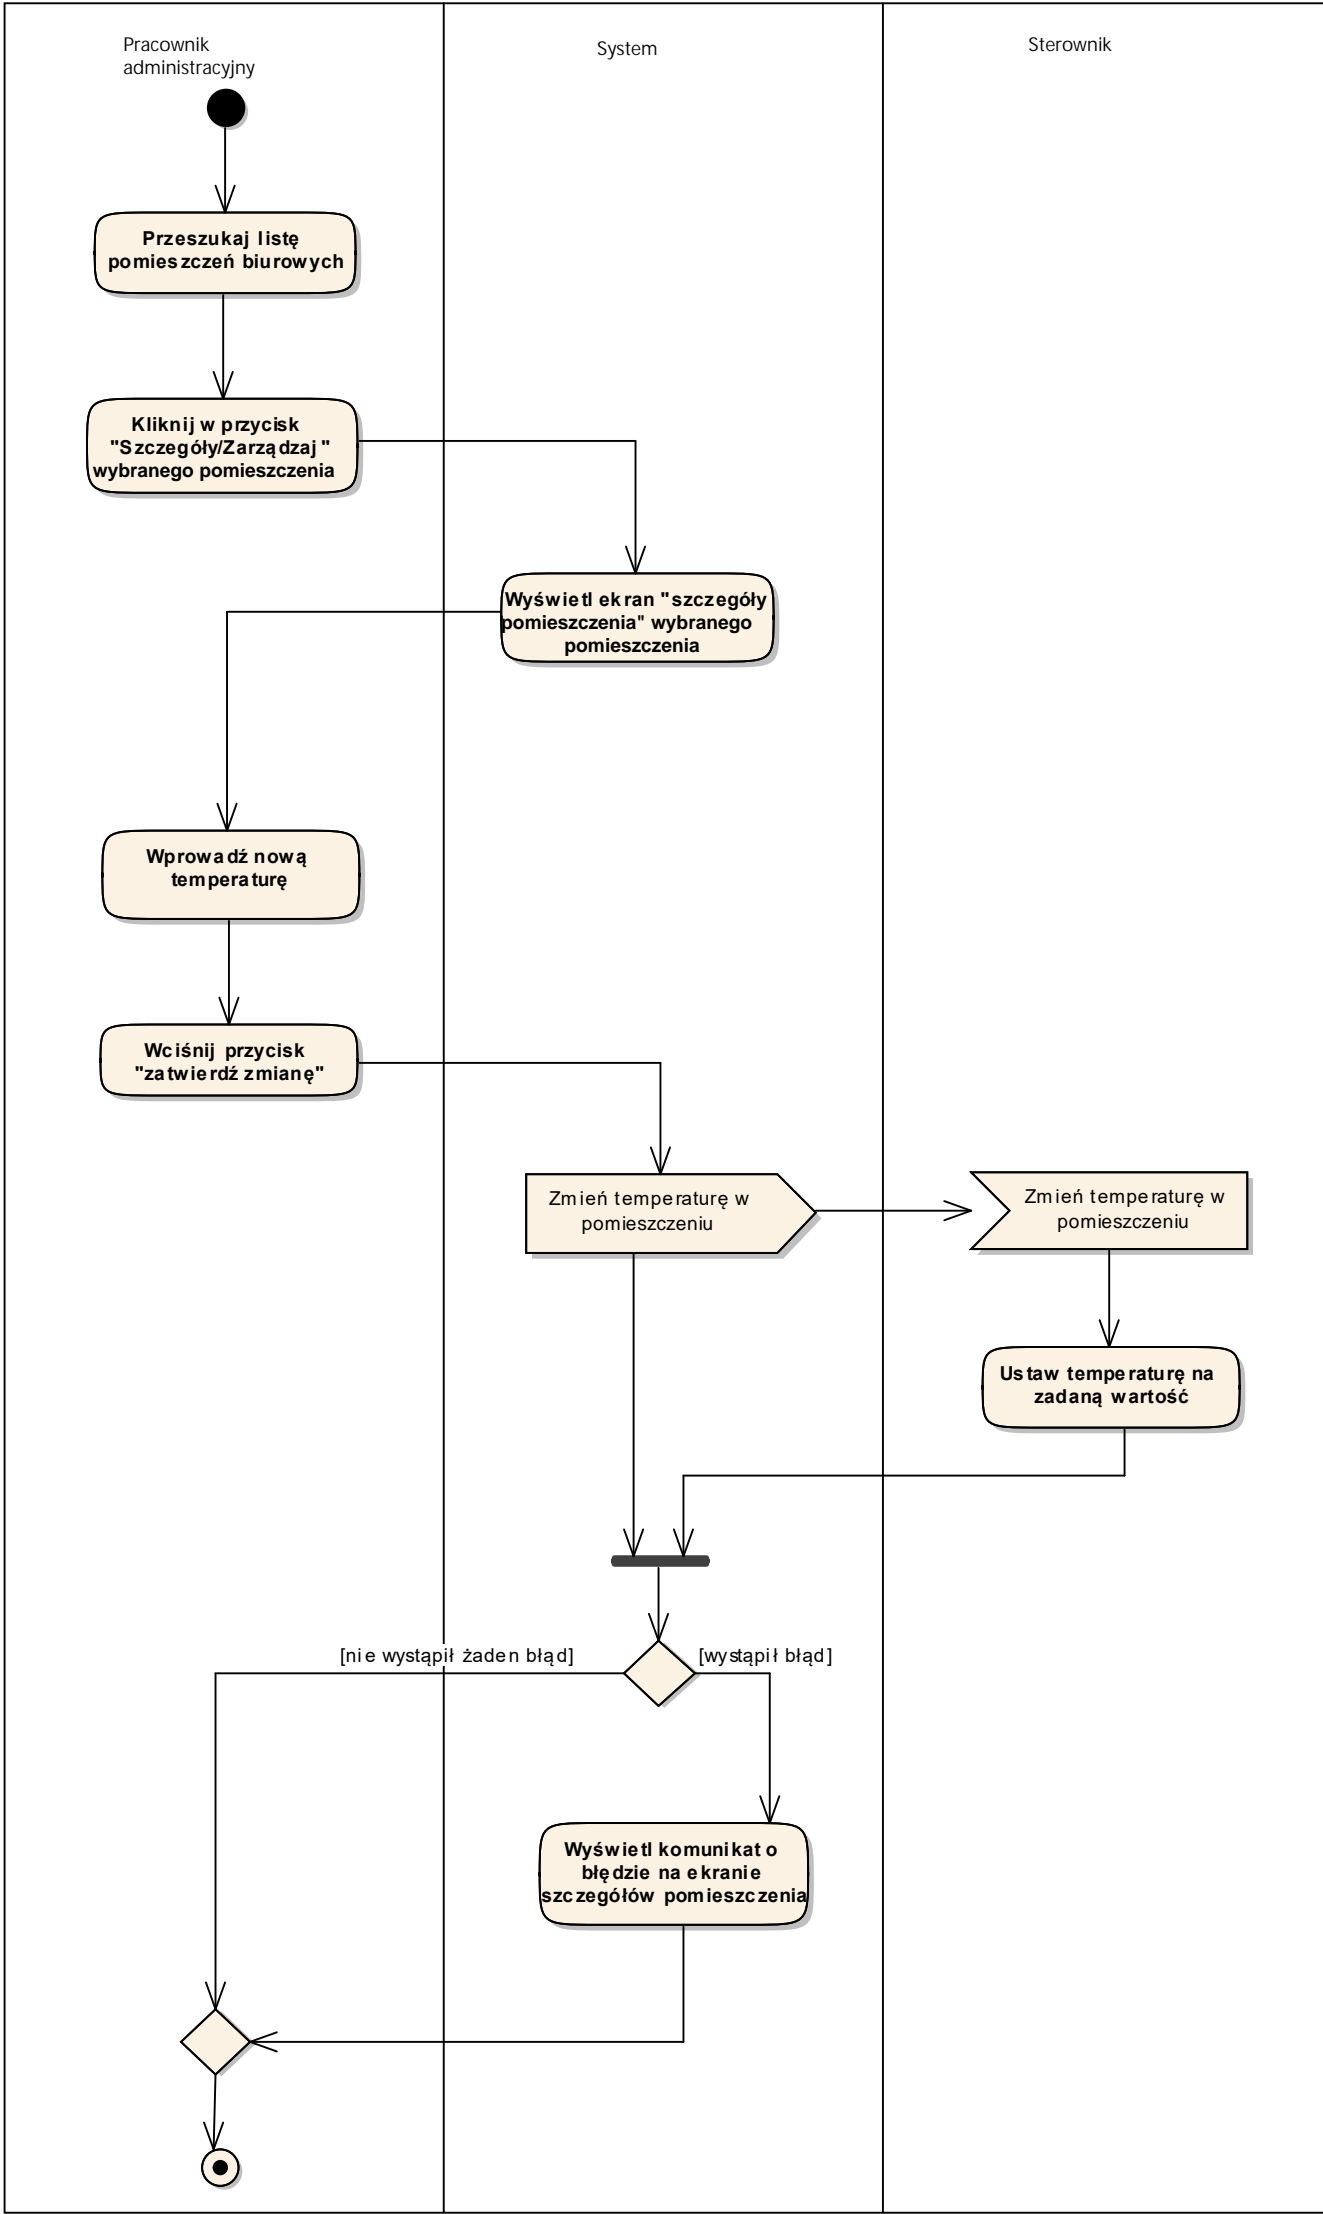 Pracownik
administracyjny
System
Sterownik
Przeszukaj listę
pomieszczeń biurowych
Kliknij w przycisk
"Szczegóły/Zarządzaj"
wybranego pomieszczenia
Wyświetl ekran "szczegóły
pomieszczenia" wybranego
pomieszczenia
Wprowadź nową
temperaturę
Wciśnij przycisk
"zatwierdź zmianę"
Zmień temperaturę w
pomieszczeniu
Zmień temperaturę w
pomieszczeniu
Ustaw temperaturę na
zadaną wartość
[nie wystąpił żaden błąd]
[wystąpił błąd]
Wyświetl komunikat o
błędzie na ekranie
szczegółów pomieszczenia